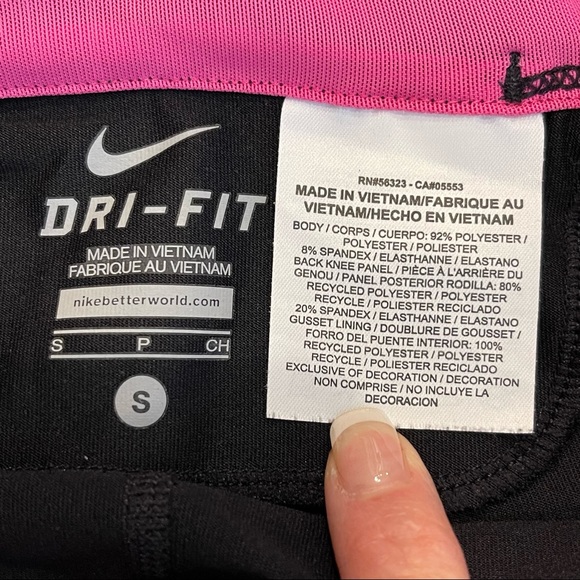 DRI-FIT
MADE IN VIETNAM
FABRIQUE AU VIETNAM
nikebetterworld.com
S P CH
S
RN#56323 - CA#05553
MADE IN VIETNAM/FABRIQUE AU
VIETNAM/HECHO EN VIETNAM
BODY / CORPS / CUERPO: 92% POLYESTER /
POLYESTER / POLIESTER
8% SPANDEX / ELASTHANNE / ELASTANO
BACK KNEE PANEL / PIÈCE À L'ARRIÈRE DU
GENOU / PANEL POSTERIOR RODILLA: 80%
RECYCLED POLYESTER / POLYESTER
RECYCLE / POLIESTER RECICLADO
20% SPANDEX / ELASTHANNE / ELASTANO
GUSSET LINING / DOUBLURE DE GOUSSET /
FORRO DEL PUENTE INTERIOR: 100%
RECYCLED POLYESTER / POLYESTER
RECYCLE / POLIESTER RECICLADO
EXCLUSIVE OF DECORATION / DECORATION
NON COMPRISE / NO INCLUYE LA
DECORACION